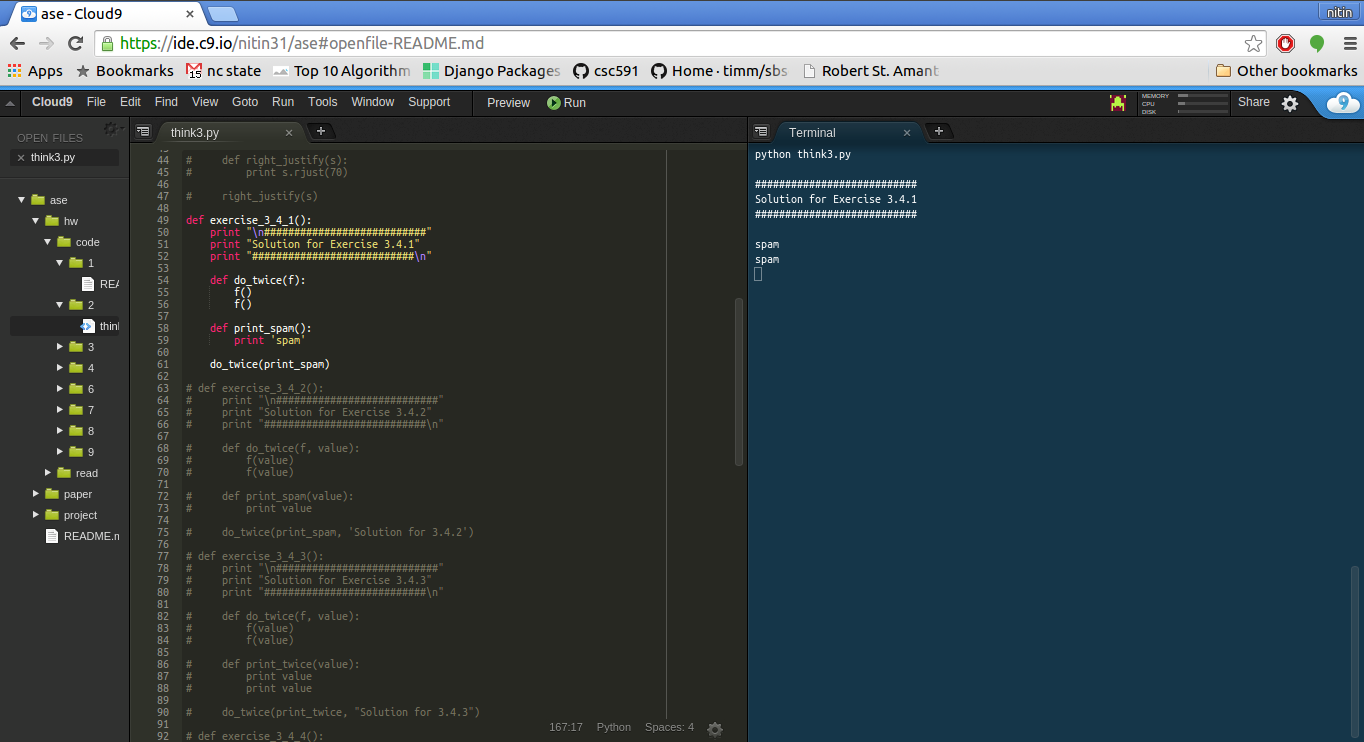 ase - Cloud9
nitin
https://ide.c9.io/nitin31/ase#openfile-README.md
Apps Bookmarks 15 nc state Top 10 Algorithm Django Packages csc591 Home · timm/sbs Robert St. Amant Other bookmarks
Cloud9 File Edit Find View Goto Run Tools Window Support Preview Run MEMORY CPU DISK Share 9
OPEN FILES
think3.py
ase
hw
code
1
REA
2
thinl
3
4
6
7
8
9
read
paper
project
README.n
think3.py
44 #     def right_justify(s):
45 #         print s.rjust(70)
46
47 #     right_justify(s)
48
49 def exercise_3_4_1():
50     print "\n###########################"
51     print "Solution for Exercise 3.4.1"
52     print "###########################\n"
53
54     def do_twice(f):
55         f()
56         f()
57
58     def print_spam():
59         print 'spam'
60
61     do_twice(print_spam)
62
63 # def exercise_3_4_2():
64 #     print "\n###########################"
65 #     print "Solution for Exercise 3.4.2"
66 #     print "###########################\n"
67
68 #     def do_twice(f, value):
69 #         f(value)
70 #         f(value)
71
72 #     def print_spam(value):
73 #         print value
74
75 #     do_twice(print_spam, 'Solution for 3.4.2')
76
77 # def exercise_3_4_3():
78 #     print "\n###########################"
79 #     print "Solution for Exercise 3.4.3"
80 #     print "###########################\n"
81
82 #     def do_twice(f, value):
83 #         f(value)
84 #         f(value)
85
86 #     def print_twice(value):
87 #         print value
88 #         print value
89
90 #     do_twice(print_twice, "Solution for 3.4.3")
91
92 # def exercise_3_4_4():
167:17 Python Spaces: 4
Terminal
python think3.py
###########################
Solution for Exercise 3.4.1
###########################
spam
spam